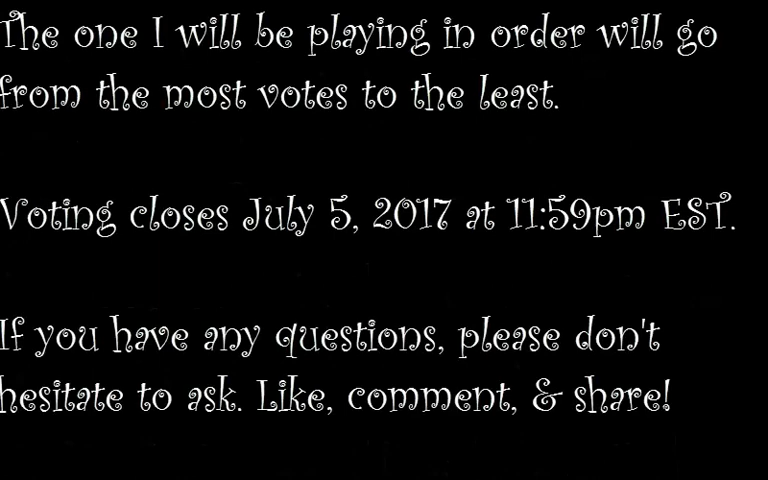 The one I will be playing in order will go
from the most votes to the least.
Voting closes July 5, 2017 at 11:59pm EST.
If you have any questions, please don't
hesitate to ask. Like, comment, & share!